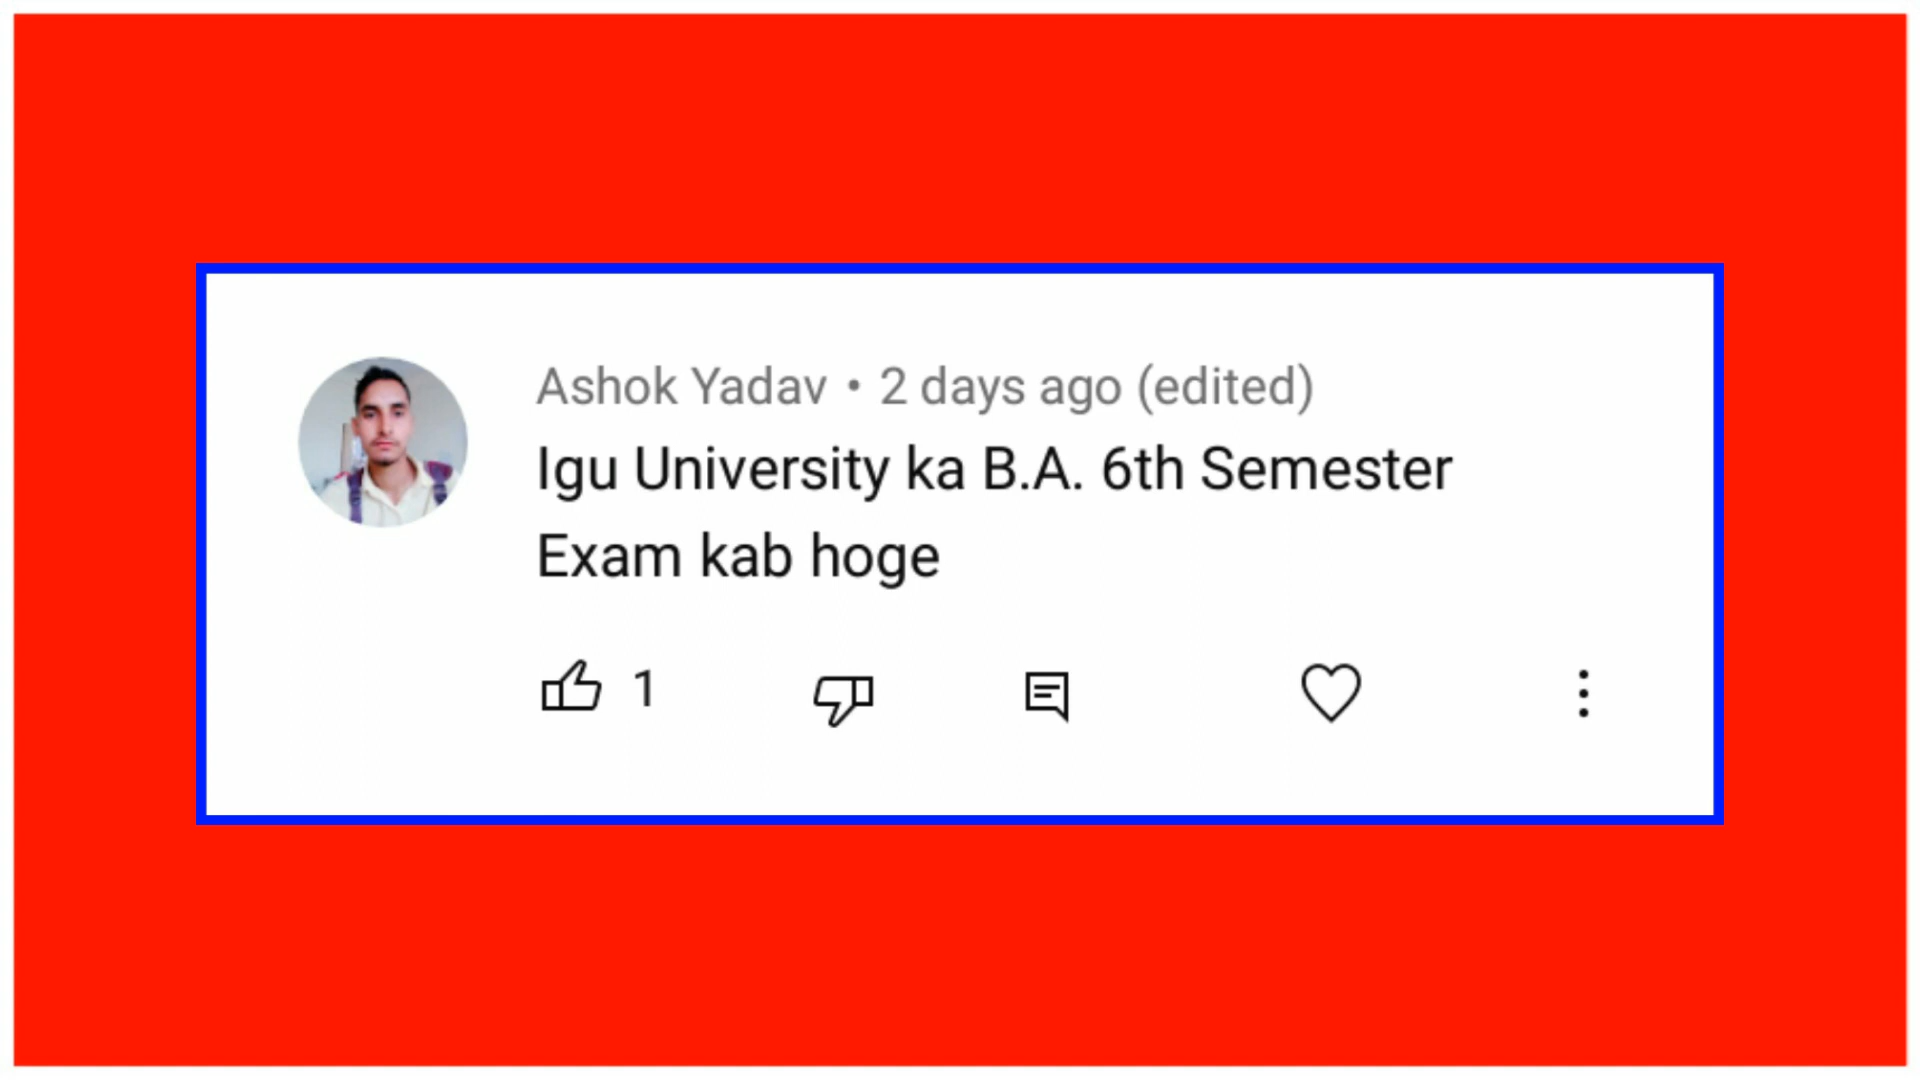 Ashok Yadav • 2 days ago (edited)
Igu University ka B.A. 6th Semester
Exam kab hoge
1